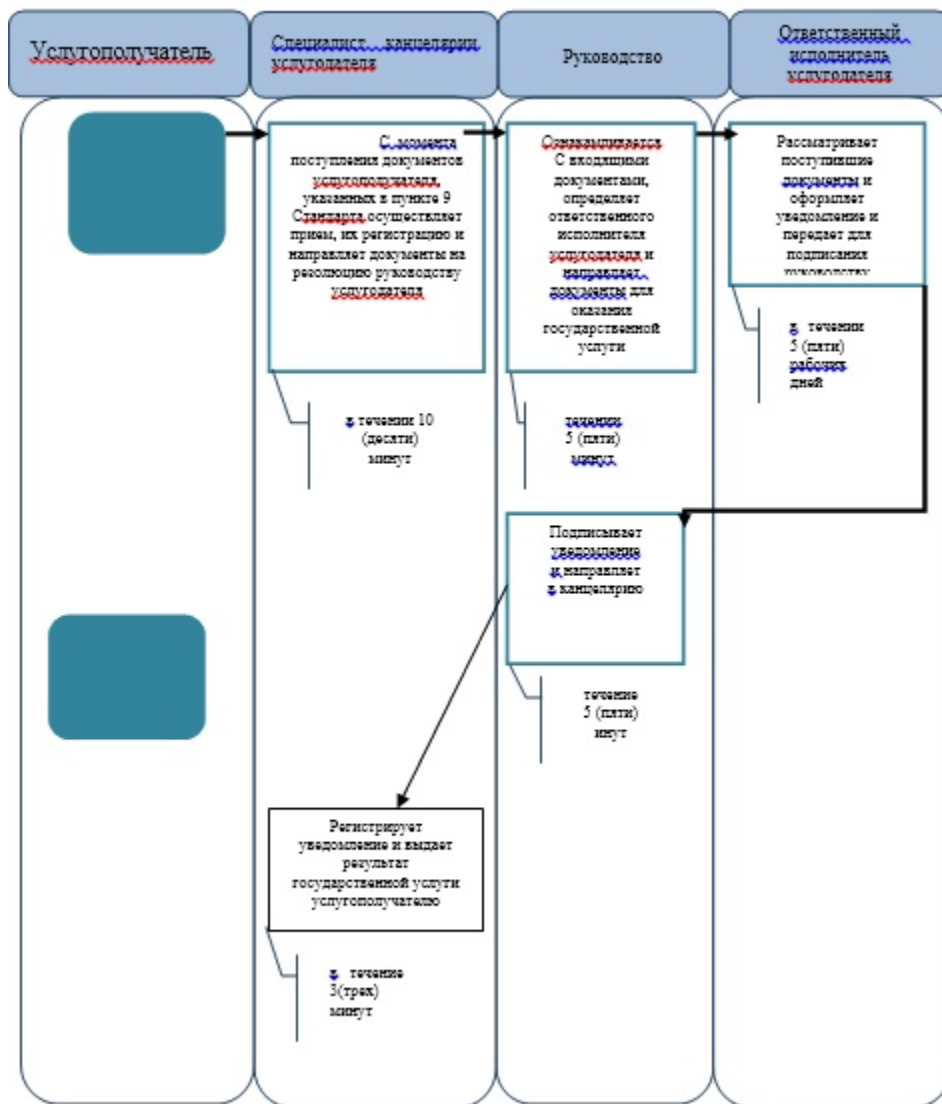 Услугополучатель
Специалист канцелярии
услугодателя
Руководство
Ответственный
исполнитель
услугодателя
С момента
поступления документов
услугополучателя,
указанных в пункте 9
Стандарта осуществляет
прием, их регистрацию и
направляет документы на
резолюцию руководству
услугодателя
в течении 10
(десяти)
минут
Ознакамливается
С входящими
документами,
определяет
ответственного
исполнителя
услугодателя и
направляет
документы для
оказания
государственной
услуги
течении
5 (пяти)
минут
Рассматривает
поступившие
документы и
оформляет
уведомление и
передает для
подписания
руководству
в течении
5 (пяти)
рабочих
дней
Подписывает
уведомление
и направляет
в канцелярию
течение
5 (пяти)
инут
Регистрирует
уведомление и выдает
результат
государственной услуги
услугополучателю
в течение
3(трех)
минут